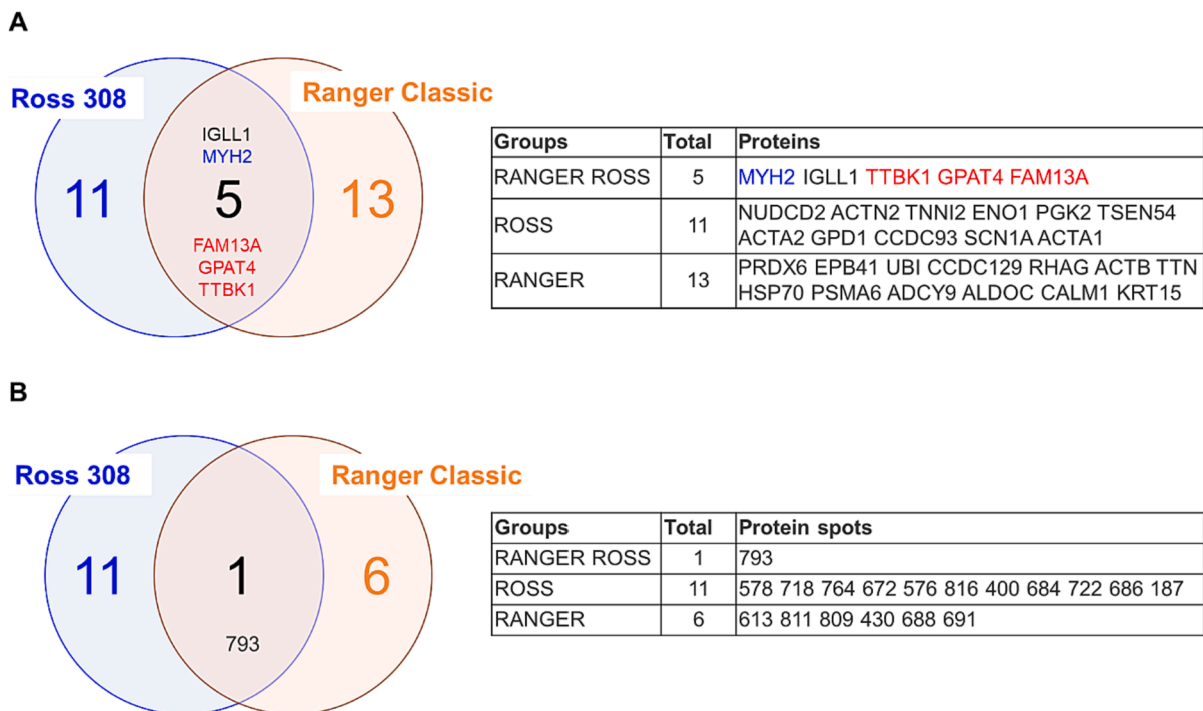 A
Ross 308
Ranger Classic
IGLL1
MYH2
11
5
13
FAM13A
GPAT4
TTBK1
Groups Total Proteins
RANGER ROSS 5 MYH2 IGLL1 TTBK1 GPAT4 FAM13A
ROSS 11 NUDCD2 ACTN2 TNNI2 ENO1 PGK2 TSEN54
ACTA2 GPD1 CCDC93 SCN1A ACTA1
RANGER 13 PRDX6 EPB41 UBI CCDC129 RHAG ACTB TTN
HSP70 PSMA6 ADCY9 ALDOC CALM1 KRT15
B
Ross 308
Ranger Classic
11
1
6
793
Groups Total Protein spots
RANGER ROSS 1 793
ROSS 11 578 718 764 672 576 816 400 684 722 686 187
RANGER 6 613 811 809 430 688 691